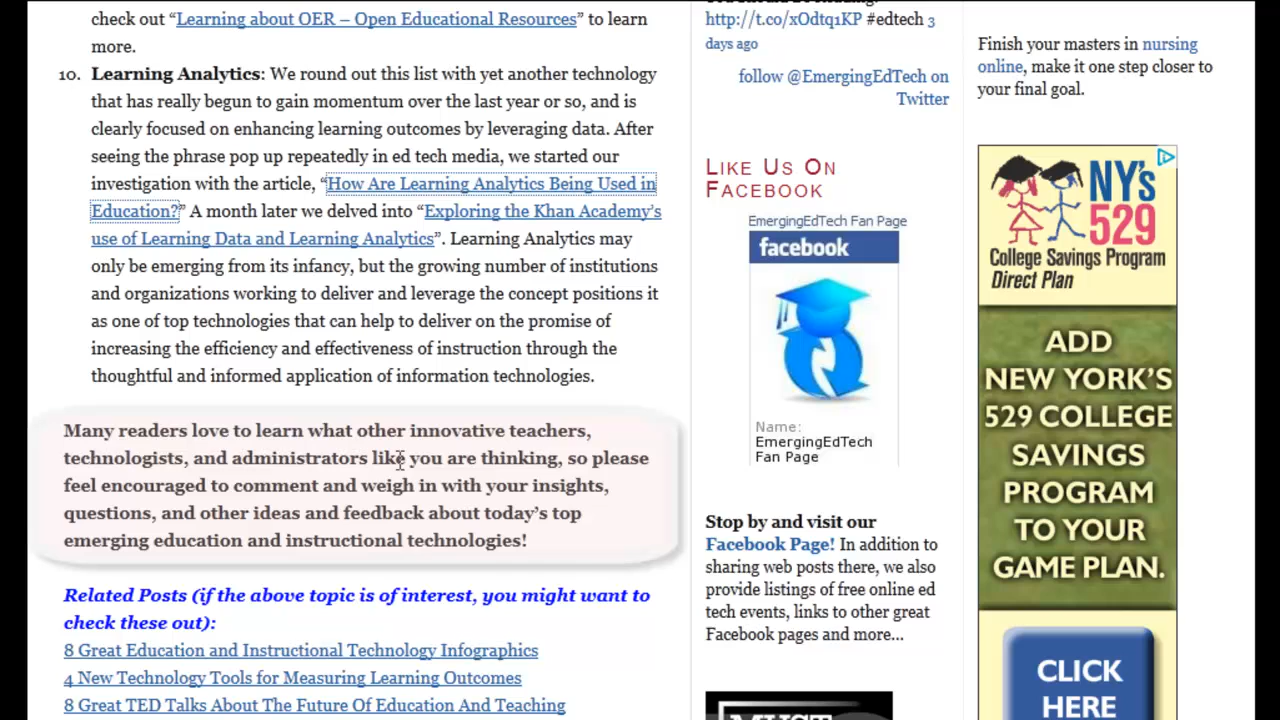 check out “Learning about OER – Open Educational Resources” to learn
more.
10. Learning Analytics: We round out this list with yet another technology
that has really begun to gain momentum over the last year or so, and is
clearly focused on enhancing learning outcomes by leveraging data. After
seeing the phrase pop up repeatedly in ed tech media, we started our
investigation with the article, “How Are Learning Analytics Being Used in
Education?” A month later we delved into “Exploring the Khan Academy’s
use of Learning Data and Learning Analytics”. Learning Analytics may
only be emerging from its infancy, but the growing number of institutions
and organizations working to deliver and leverage the concept positions it
as one of top technologies that can help to deliver on the promise of
increasing the efficiency and effectiveness of instruction through the
thoughtful and informed application of information technologies.
Many readers love to learn what other innovative teachers,
technologists, and administrators like you are thinking, so please
feel encouraged to comment and weigh in with your insights,
questions, and other ideas and feedback about today’s top
emerging education and instructional technologies!
Related Posts (if the above topic is of interest, you might want to
check these out):
8 Great Education and Instructional Technology Infographics
4 New Technology Tools for Measuring Learning Outcomes
8 Great TED Talks About The Future Of Education And Teaching
http://t.co/xOdtq1KP #edtech 3
days ago
follow @EmergingEdTech on
Twitter
Like Us On
Facebook
EmergingEdTech Fan Page
facebook
Name:
EmergingEdTech
Fan Page
Stop by and visit our
Facebook Page! In addition to
sharing web posts there, we also
provide listings of free online ed
tech events, links to other great
Facebook pages and more...
Finish your masters in nursing
online, make it one step closer to
your final goal.
NY's
529
College Savings Program
Direct Plan
ADD
NEW YORK'S
529 COLLEGE
SAVINGS
PROGRAM
TO YOUR
GAME PLAN.
CLICK
HERE